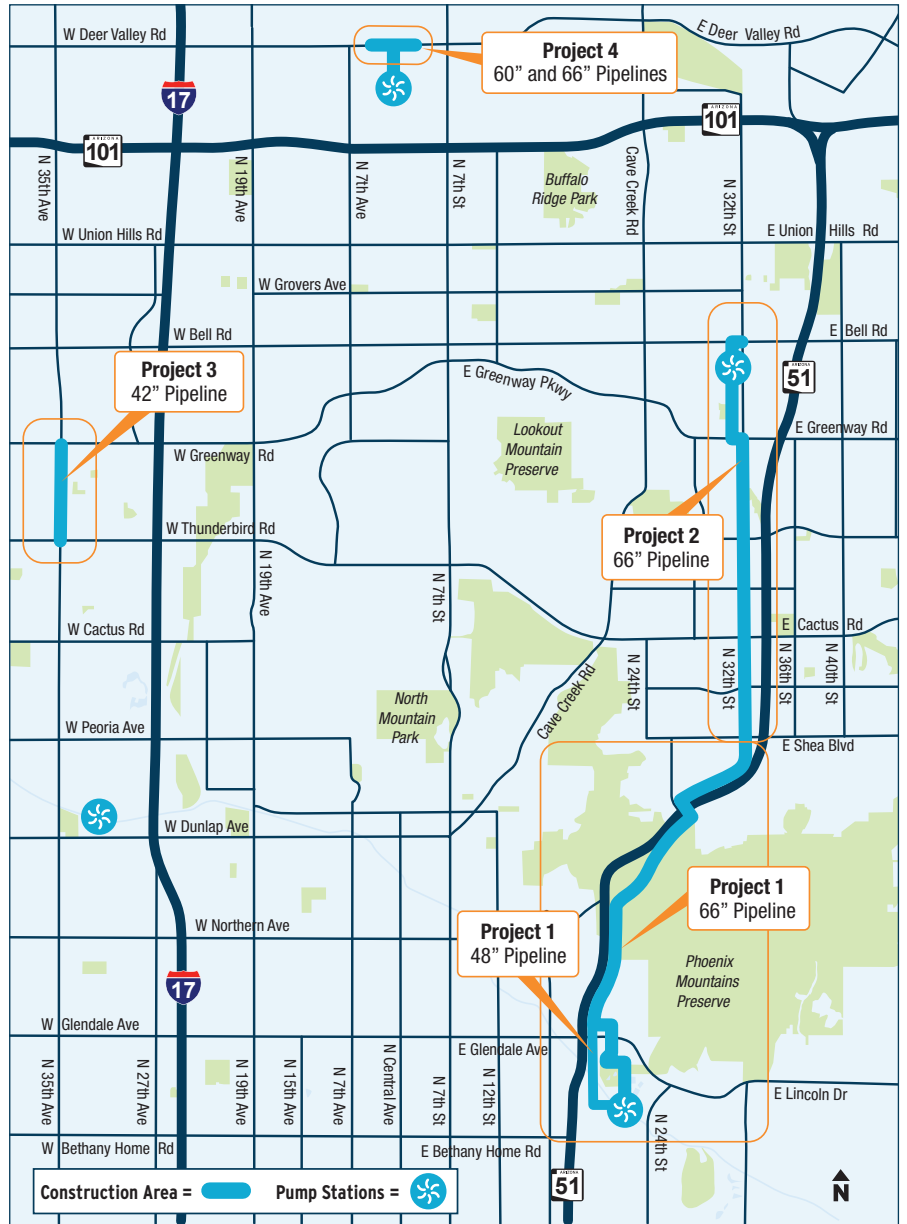 W Deer Valley Rd
E Deer Valley Rd
Project 4
60” and 66” Pipelines
17
ARIZONA
101
ARIZONA
101
N 35th Ave
N 19th Ave
N 7th Ave
N 7th St
Buffalo
Ridge Park
Cave Creek Rd
N 32th St
W Union Hills Rd
E Union Hills Rd
W Grovers Ave
W Bell Rd
E Bell Rd
Project 3
42” Pipeline
E Greenway Pkwy
ARIZONA
51
W Greenway Rd
Lookout
Mountain
Preserve
E Greenway Rd
W Thunderbird Rd
Project 2
66” Pipeline
N 19th Ave
N 7th St
W Cactus Rd
E Cactus Rd
N 24th St
N 32th St
N 36th St
N 40th St
North
Mountain
Park
Cave Creek Rd
W Peoria Ave
E Shea Blvd
W Dunlap Ave
Project 1
66” Pipeline
W Northern Ave
Project 1
48” Pipeline
Phoenix
Mountains
Preserve
17
W Glendale Ave
E Glendale Ave
N 35th Ave
N 27th Ave
N 19th Ave
N 15th Ave
N 7th Ave
N Central Ave
N 7th St
N 12th St
E Lincoln Dr
N 24th St
W Bethany Home Rd
E Bethany Home Rd
ARIZONA
51
Construction Area =
Pump Stations =
N